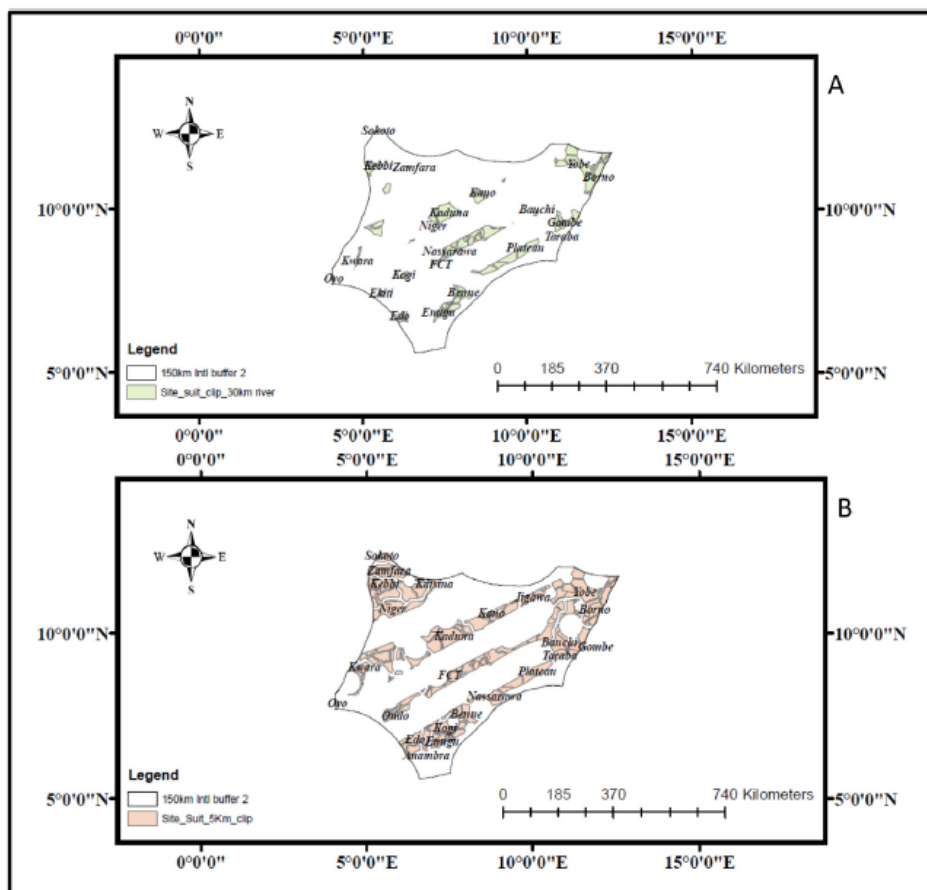 0°0'0" 5°0'0"E 10°0'0"E 15°0'0"E
A
N
W E
S
Sokoto
Kebbi Zamfara
Yobe
Borno
Kano
10°0'0"N 10°0'0"N
Kaduna
Bauchi
Niger
Gombe
Taraba
Nassarawa
Plateau
FCT
Kwara
Kogi
Oyo
Ekiti
Benue
Edo
Enugu
Legend
150km Intl buffer 2
Site_suit_clip_30km river
0 185 370 740 Kilometers
5°0'0"N 5°0'0"N
0°0'0" 5°0'0"E 10°0'0"E 15°0'0"E
0°0'0" 5°0'0"E 10°0'0"E 15°0'0"E
B
N
W E
S
Sokoto
Zamfara
Kebbi Katsina
Jigawa
Yobe
Niger
Kano
Borno
10°0'0"N 10°0'0"N
Kaduna
Bauchi
Gombe
Taraba
Kwara
FCT
Plateau
Nassarawa
Oyo
Ondo
Benue
Kogi
Edo
Enugu
Anambra
Legend
150km Intl buffer 2
Site_Suit_5Km_clip
0 185 370 740 Kilometers
5°0'0"N 5°0'0"N
0°0'0" 5°0'0"E 10°0'0"E 15°0'0"E